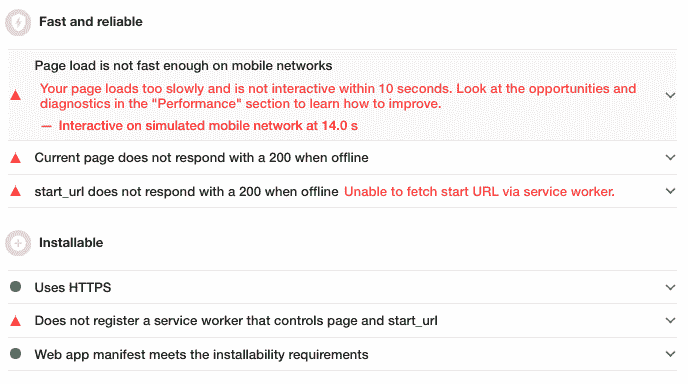 Fast and reliable
Page load is not fast enough on mobile networks
Your page loads too slowly and is not interactive within 10 seconds. Look at the opportunities and
diagnostics in the "Performance" section to learn how to improve.
— Interactive on simulated mobile network at 14.0 s
Current page does not respond with a 200 when offline
start_url does not respond with a 200 when offline Unable to fetch start URL via service worker.
Installable
Uses HTTPS
Does not register a service worker that controls page and start_url
Web app manifest meets the installability requirements